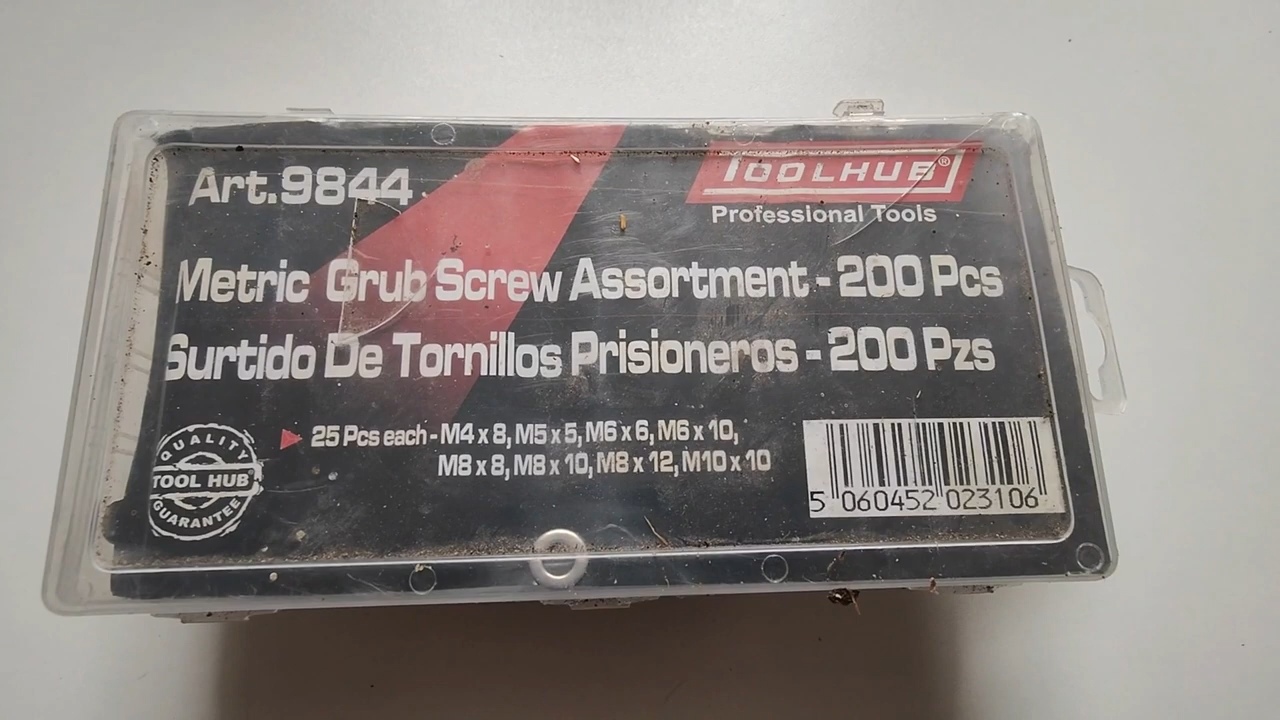 Art.9844
TOOLHUB®
Professional Tools
Metric Grub Screw Assortment - 200 Pcs
Surtido De Tornillos Prisioneros - 200 Pzs
25 Pcs each - M4 x 8, M5 x 5, M6 x 6, M6 x 10,
M8 x 8, M8 x 10, M8 x 12, M10 x 10
QUALITY
TOOL HUB
GUARANTEE
5 060452 023106